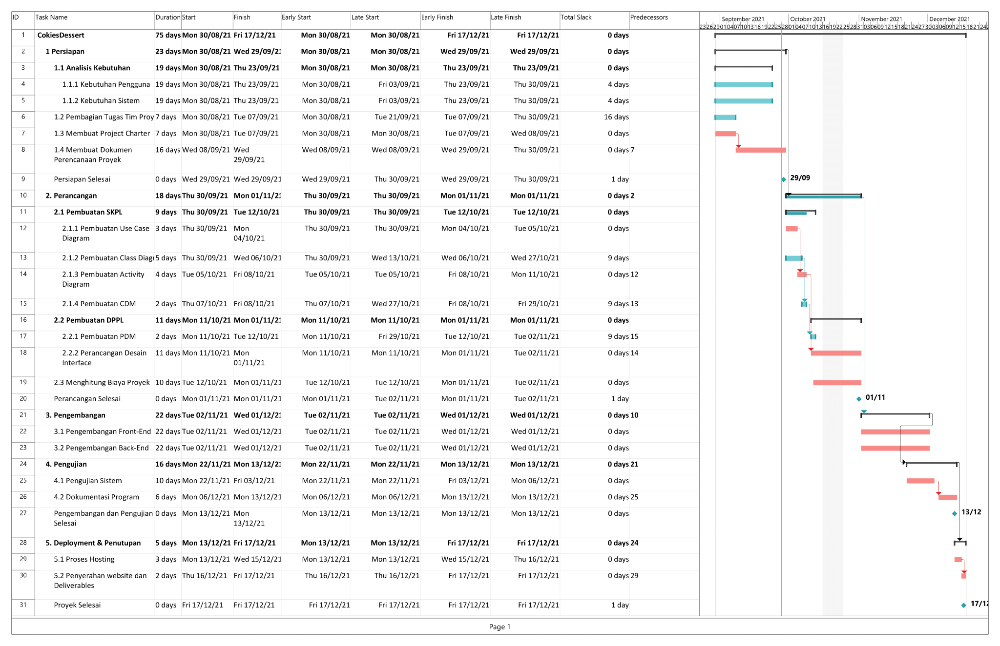 ID Task Name Duration Start Finish Early Start Late Start Early Finish Late Finish Total Slack Predecessors
September 2021 October 2021 November 2021 December 2021
23 26 29 01 04 07 10 13 16 19 22 25 28 01 04 07 10 13 16 19 22 25 28 31 03 06 09 12 15 18 21 24 27 30 03 06 09 12 15 18 21 24
1 CokiesDessert 75 days Mon 30/08/21 Fri 17/12/21 Mon 30/08/21 Mon 30/08/21 Fri 17/12/21 Fri 17/12/21 0 days
2 1 Persiapan 23 days Mon 30/08/21 Wed 29/09/21 Mon 30/08/21 Mon 30/08/21 Wed 29/09/21 Wed 29/09/21 0 days
3 1.1 Analisis Kebutuhan 19 days Mon 30/08/21 Thu 23/09/21 Mon 30/08/21 Mon 30/08/21 Thu 23/09/21 Thu 23/09/21 0 days
4 1.1.1 Kebutuhan Pengguna 19 days Mon 30/08/21 Thu 23/09/21 Mon 30/08/21 Fri 03/09/21 Thu 23/09/21 Thu 30/09/21 4 days
5 1.1.2 Kebutuhan Sistem 19 days Mon 30/08/21 Thu 23/09/21 Mon 30/08/21 Fri 03/09/21 Thu 23/09/21 Thu 30/09/21 4 days
6 1.2 Pembagian Tugas Tim Proy 7 days Mon 30/08/21 Tue 07/09/21 Mon 30/08/21 Tue 21/09/21 Tue 07/09/21 Thu 30/09/21 16 days
7 1.3 Membuat Project Charter 7 days Mon 30/08/21 Tue 07/09/21 Mon 30/08/21 Mon 30/08/21 Tue 07/09/21 Wed 08/09/21 0 days
8 1.4 Membuat Dokumen 16 days Wed 08/09/21 Wed Wed 08/09/21 Wed 08/09/21 Wed 29/09/21 Thu 30/09/21 0 days 7
Perencanaan Proyek 29/09/21
9 Persiapan Selesai 0 days Wed 29/09/21 Wed 29/09/21 Wed 29/09/21 Thu 30/09/21 Wed 29/09/21 Thu 30/09/21 1 day 29/09
10 2. Perancangan 18 days Thu 30/09/21 Mon 01/11/21 Thu 30/09/21 Thu 30/09/21 Mon 01/11/21 Mon 01/11/21 0 days 2
11 2.1 Pembuatan SKPL 9 days Thu 30/09/21 Tue 12/10/21 Thu 30/09/21 Thu 30/09/21 Tue 12/10/21 Tue 12/10/21 0 days
12 2.1.1 Pembuatan Use Case 3 days Thu 30/09/21 Mon Thu 30/09/21 Thu 30/09/21 Mon 04/10/21 Tue 05/10/21 0 days
Diagram 04/10/21
13 2.1.2 Pembuatan Class Diagr 5 days Thu 30/09/21 Wed 06/10/21 Thu 30/09/21 Wed 13/10/21 Wed 06/10/21 Wed 27/10/21 9 days
14 2.1.3 Pembuatan Activity 4 days Tue 05/10/21 Fri 08/10/21 Tue 05/10/21 Tue 05/10/21 Fri 08/10/21 Mon 11/10/21 0 days 12
Diagram
15 2.1.4 Pembuatan CDM 2 days Thu 07/10/21 Fri 08/10/21 Thu 07/10/21 Wed 27/10/21 Fri 08/10/21 Fri 29/10/21 9 days 13
16 2.2 Pembuatan DPPL 11 days Mon 11/10/21 Mon 01/11/21 Mon 11/10/21 Mon 11/10/21 Mon 01/11/21 Mon 01/11/21 0 days
17 2.2.1 Pembuatan PDM 2 days Mon 11/10/21 Tue 12/10/21 Mon 11/10/21 Fri 29/10/21 Tue 12/10/21 Tue 02/11/21 9 days 15
18 2.2.2 Perancangan Desain 11 days Mon 11/10/21 Mon Mon 11/10/21 Mon 11/10/21 Mon 01/11/21 Tue 02/11/21 0 days 14
Interface 01/11/21
19 2.3 Menghitung Biaya Proyek 10 days Tue 12/10/21 Mon 01/11/21 Tue 12/10/21 Tue 12/10/21 Mon 01/11/21 Tue 02/11/21 0 days
20 Perancangan Selesai 0 days Mon 01/11/21 Mon 01/11/21 Mon 01/11/21 Tue 02/11/21 Mon 01/11/21 Tue 02/11/21 1 day 01/11
21 3. Pengembangan 22 days Tue 02/11/21 Wed 01/12/21 Tue 02/11/21 Tue 02/11/21 Wed 01/12/21 Wed 01/12/21 0 days 10
22 3.1 Pengembangan Front-End 22 days Tue 02/11/21 Wed 01/12/21 Tue 02/11/21 Tue 02/11/21 Wed 01/12/21 Wed 01/12/21 0 days
23 3.2 Pengembangan Back-End 22 days Tue 02/11/21 Wed 01/12/21 Tue 02/11/21 Tue 02/11/21 Wed 01/12/21 Wed 01/12/21 0 days
24 4. Pengujian 16 days Mon 22/11/21 Mon 13/12/21 Mon 22/11/21 Mon 22/11/21 Mon 13/12/21 Mon 13/12/21 0 days 21
25 4.1 Pengujian Sistem 10 days Mon 22/11/21 Fri 03/12/21 Mon 22/11/21 Mon 22/11/21 Fri 03/12/21 Mon 06/12/21 0 days
26 4.2 Dokumentasi Program 6 days Mon 06/12/21 Mon 13/12/21 Mon 06/12/21 Mon 06/12/21 Mon 13/12/21 Mon 13/12/21 0 days 25
27 Pengembangan dan Pengujian 0 days Mon 13/12/21 Mon Mon 13/12/21 Mon 13/12/21 Mon 13/12/21 Mon 13/12/21 0 days 13/12
Selesai 13/12/21
28 5. Deployment & Penutupan 5 days Mon 13/12/21 Fri 17/12/21 Mon 13/12/21 Mon 13/12/21 Fri 17/12/21 Fri 17/12/21 0 days 24
29 5.1 Proses Hosting 3 days Mon 13/12/21 Wed 15/12/21 Mon 13/12/21 Mon 13/12/21 Wed 15/12/21 Thu 16/12/21 0 days
30 5.2 Penyerahan website dan 2 days Thu 16/12/21 Fri 17/12/21 Thu 16/12/21 Thu 16/12/21 Fri 17/12/21 Fri 17/12/21 0 days 29
Deliverables
31 Proyek Selesai 0 days Fri 17/12/21 Fri 17/12/21 Fri 17/12/21 Fri 17/12/21 Fri 17/12/21 Fri 17/12/21 1 day 17/12
Page 1